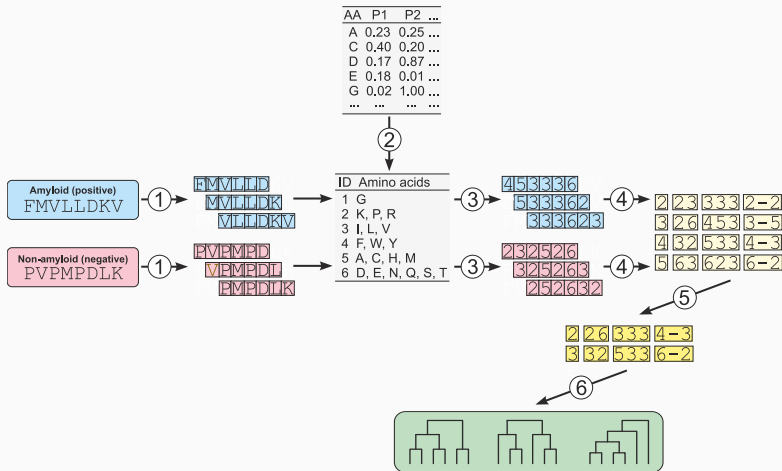 AA P1 P2 ...
A 0.23 0.25 ...
C 0.40 0.20 ...
D 0.17 0.87 ...
E 0.18 0.01 ...
G 0.02 1.00 ...
... ... ... ...
2
Amyloid (positive)
FMVLLDKV
1
FMVLLD
MVLLDK
VLLDKV
Non-amyloid (negative)
PVPMPDLK
1
PVPMPD
VPMPDL
PMPDLK
ID Amino acids
1 G
2 K, P, R
3 I, L, V
4 F, W, Y
5 A, C, H, M
6 D, E, N, Q, S, T
3
453336
533362
333623
3
232526
325263
252632
4
4
2 223 333 2-2
3 26 453 3-5
4 32 533 4-3
5 63 623 6-2
5
2 26 333 4-3
3 32 533 6-2
6